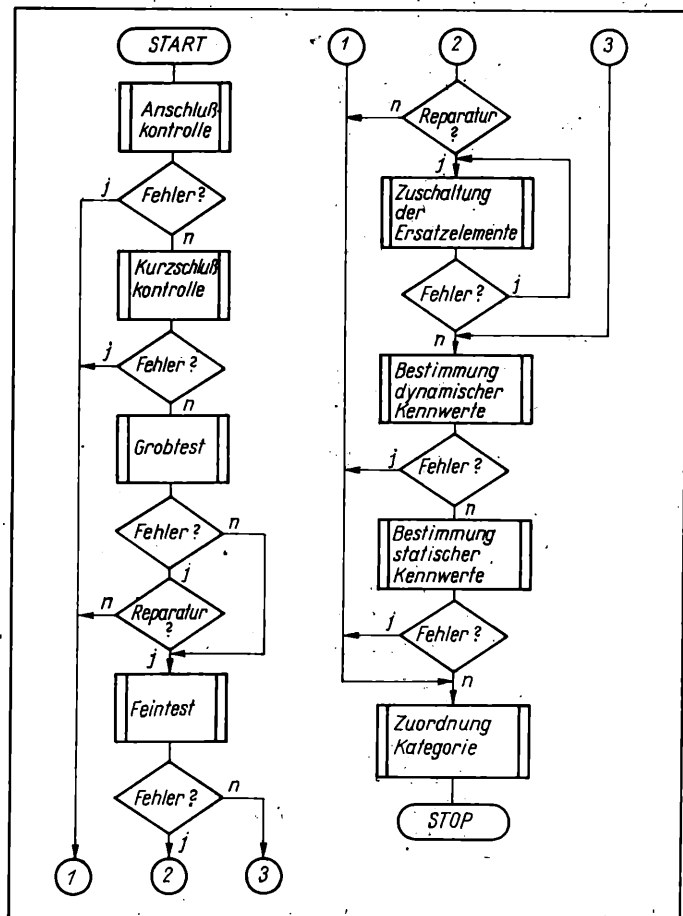 START
Anschluß-
kontrolle
Fehler?
j
n
Kurzschluß
kontrolle
Fehler?
j
n
Grobtest
Fehler?
n
j
Reparatur
?
n
j
Feintest
Fehler?
n
j
1
2
3
1
2
3
Reparatur
?
n
j
Zuschaltung
der
Ersatzelemente
Fehler?
j
n
Bestimmung
dynamischer
Kennwerte
Fehler?
j
n
Bestimmung
statischer
Kennwerte
Fehler?
j
n
Zuordnung
Kategorie
STOP